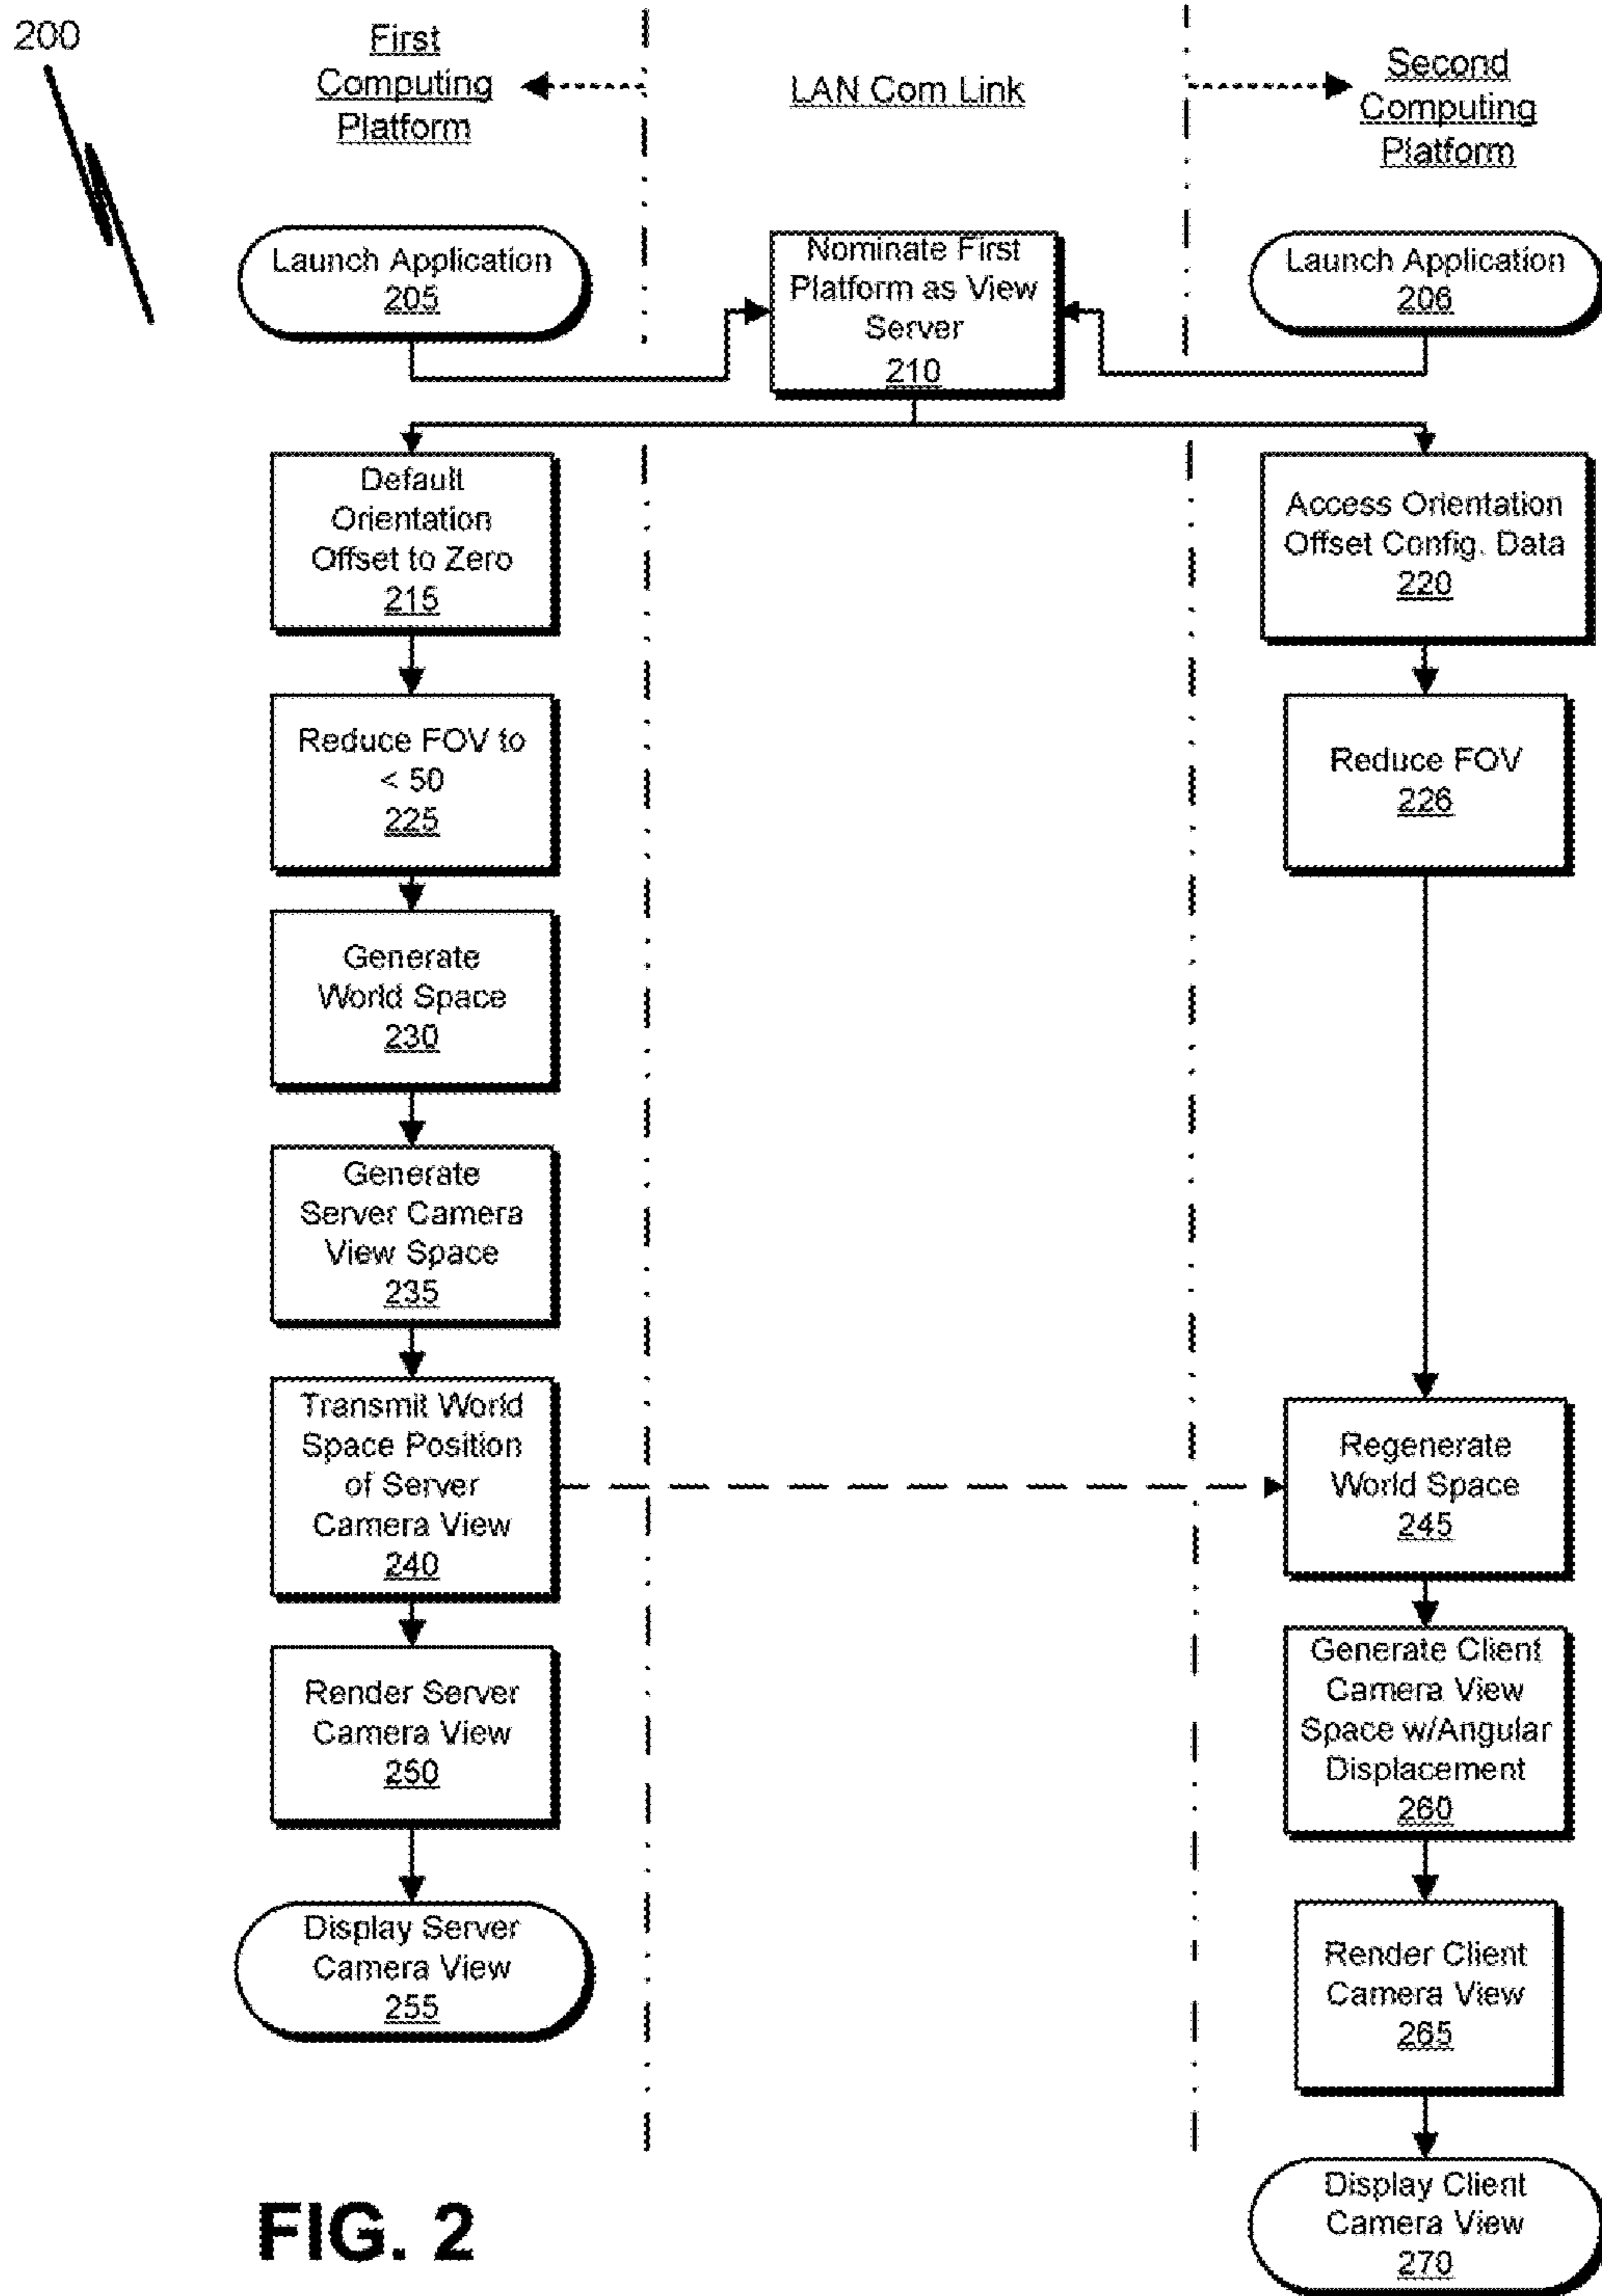 200
First
Computing
Platform
LAN Com Link
Second
Computing
Platform
Launch Application
205
Nominate First
Platform as View
Server
210
Launch Application
206
Default
Orientation
Offset to Zero
215
Access Orientation
Offset Config. Data
220
Reduce FOV to
< 50
225
Reduce FOV
226
Generate
World Space
230
Generate
Server Camera
View Space
235
Transmit World
Space Position
of Server
Camera View
240
Regenerate
World Space
245
Render Server
Camera View
250
Generate Client
Camera View
Space w/Angular
Displacement
260
Display Server
Camera View
255
Render Client
Camera View
265
Display Client
Camera View
270
FIG. 2